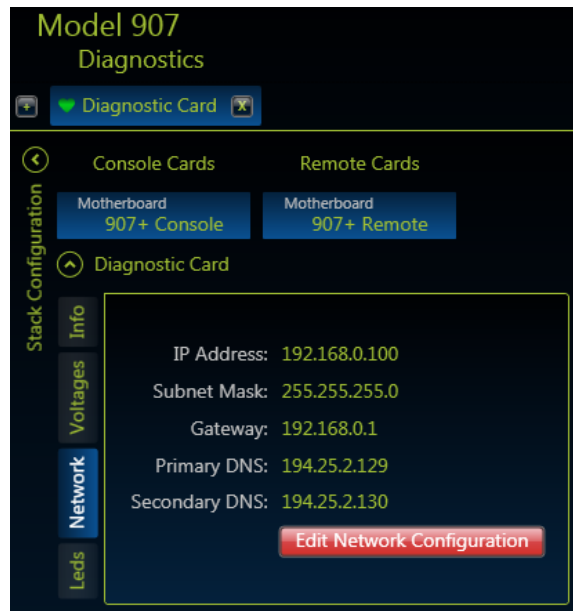 Model 907
Diagnostics
+ Diagnostic Card X
Console Cards Remote Cards
Motherboard Motherboard
907+ Console 907+ Remote
Stack Configuration
Diagnostic Card
Info
Voltages
Network
Leds
IP Address: 192.168.0.100
Subnet Mask: 255.255.255.0
Gateway: 192.168.0.1
Primary DNS: 194.25.2.129
Secondary DNS: 194.25.2.130
Edit Network Configuration